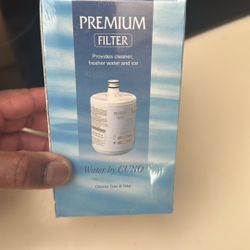 PREMIUM
FILTER
Provides cleaner,
fresher water and ice
Water by CUNO